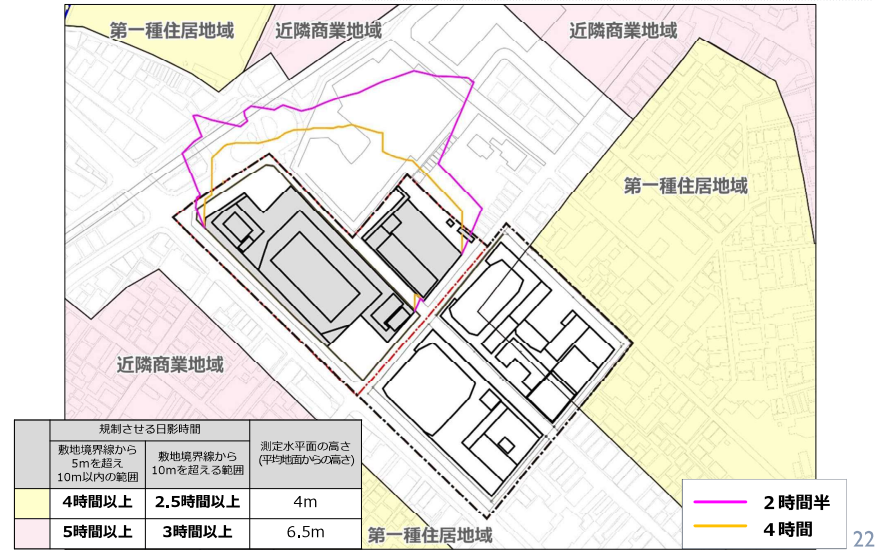 第一種住居地域
近隣商業地域
近隣商業地域
第一種住居地域
近隣商業地域
規制させる日影時間
敷地境界線から
5mを超え
10m以内の範囲
敷地境界線から
10mを超える範囲
測定水平面の高さ
(平均地面からの高さ)
4時間以上
2.5時間以上
4m
5時間以上
3時間以上
6.5m
第一種住居地域
2時間半
4時間
22